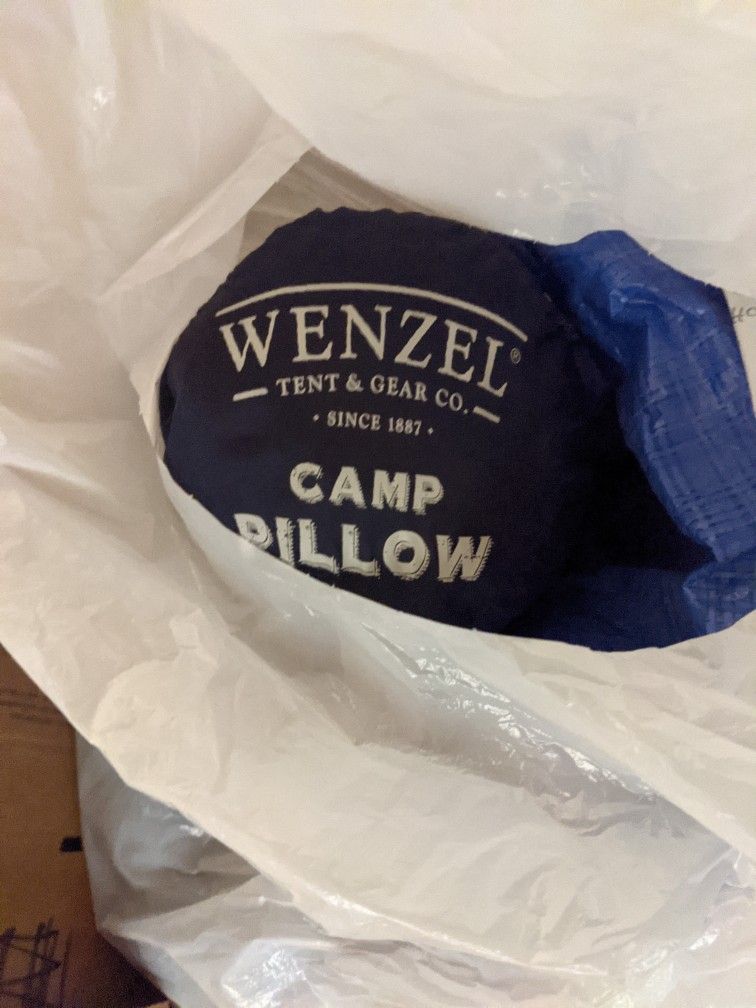 WENZEL®
TENT & GEAR CO.
• SINCE 1887 •
CAMP
PILLOW